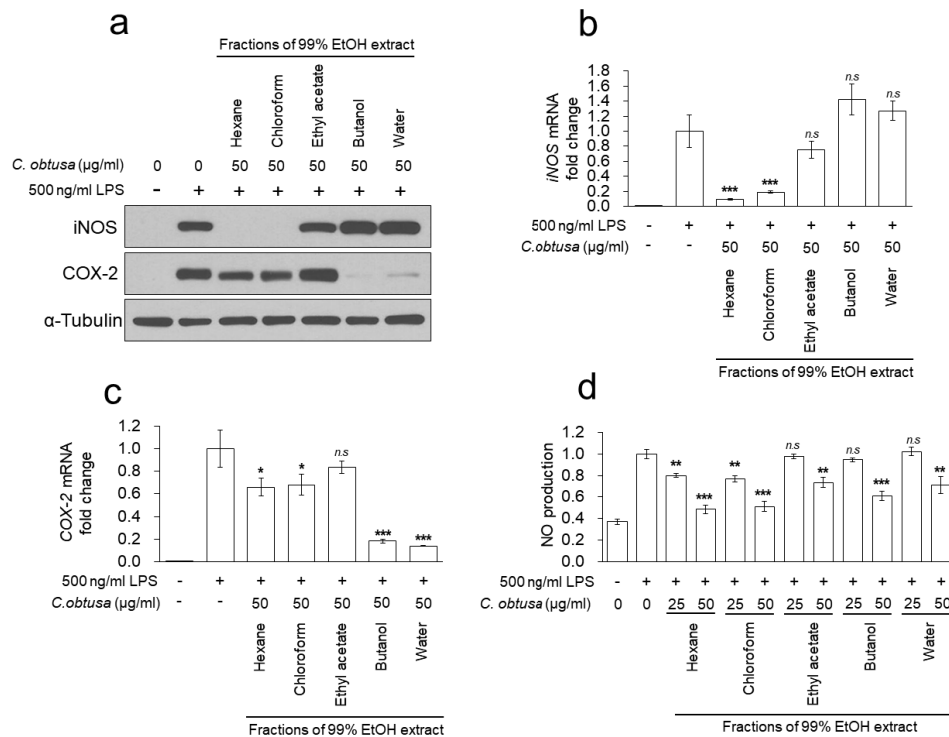 a
Fractions of 99% EtOH extract
Hexane
Chloroform
Ethyl acetate
Butanol
Water
C. obtusa (µg/ml) 0 0 50 50 50 50 50
500 ng/ml LPS - + + + + + +
iNOS
COX-2
α-Tubulin
b
iNOS mRNA
fold change
1.8
1.6
1.4
1.2
1.0
0.8
0.6
0.4
0.2
0.0
*** *** n.s n.s n.s
500 ng/ml LPS - + + + + + +
C.obtusa (µg/ml) - - 50 50 50 50 50
Hexane
Chloroform
Ethyl acetate
Butanol
Water
Fractions of 99% EtOH extract
c
COX-2 mRNA
fold change
1.2
1.0
0.8
0.6
0.4
0.2
0.0
* * n.s *** ***
500 ng/ml LPS - + + + + + +
C.obtusa (µg/ml) - - 50 50 50 50 50
Hexane
Chloroform
Ethyl acetate
Butanol
Water
Fractions of 99% EtOH extract
d
NO production
1.2
1.0
0.8
0.6
0.4
0.2
0.0
** *** ** *** n.s ** n.s *** n.s **
500 ng/ml LPS - + + + + + + + + + + +
C. obtusa (µg/ml) 0 0 25 50 25 50 25 50 25 50 25 50
Hexane
Chloroform
Ethyl acetate
Butanol
Water
Fractions of 99% EtOH extract